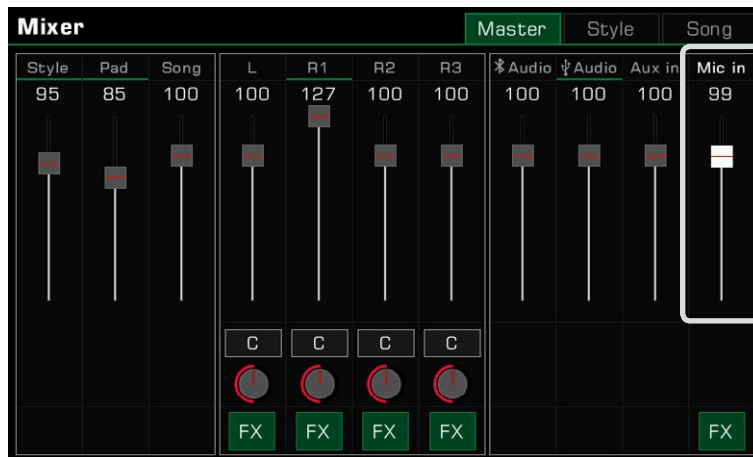 Mixer Master Style Song
Style Pad Song L R1 R2 R3 Audio Audio Aux in Mic in
95 85 100 100 127 100 100 100 100 100 99
C C C C
FX FX FX FX FX